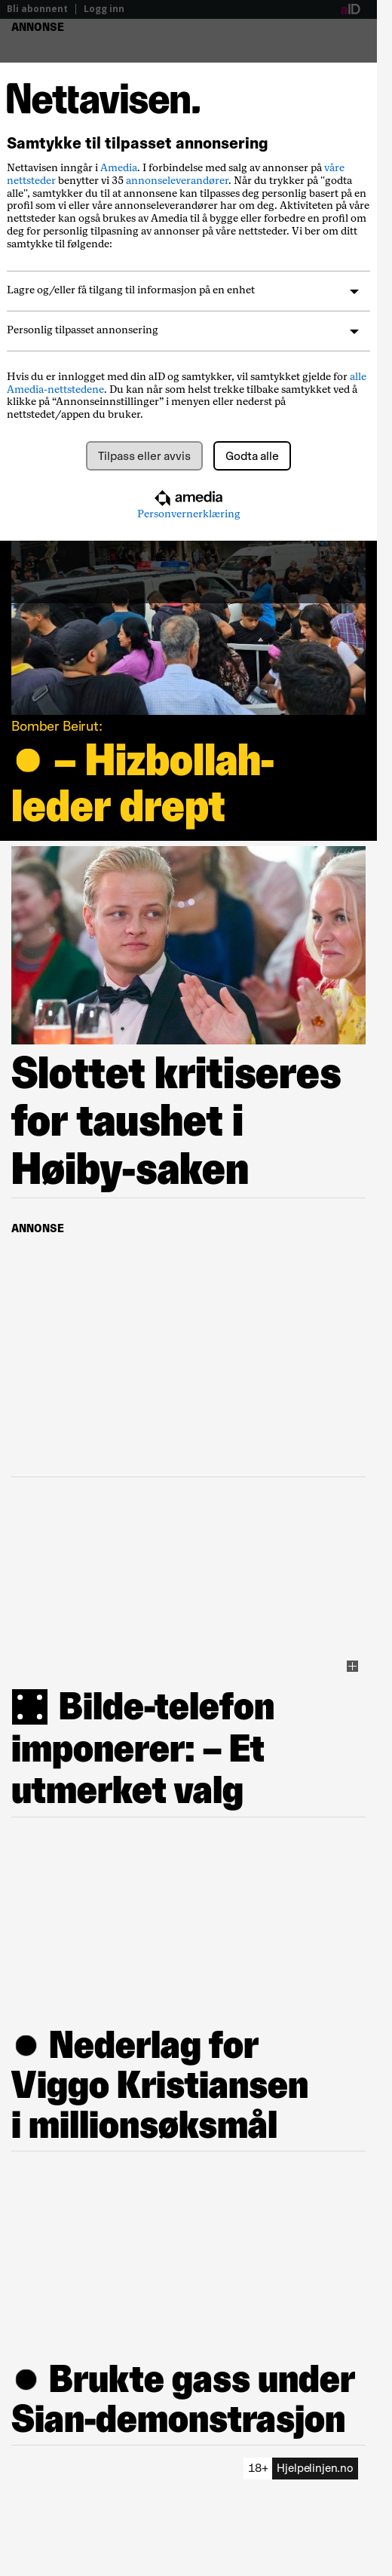 Bli abonnent | Logg inn
aID
ANNONSE
Nettavisen.
Samtykke til tilpasset annonsering
Nettavisen ingår i Amedia. I forbindelse med salg av annonser på våre
nettsteder benytter vi 35 annonseleverandører. Når du trykker på "godta
alle", samtykker du til at annonsene kan tilpasses deg personlig basert på en
profil som vi eller våre annonseleverandører har om deg. Aktiviteten på våre
nettsteder kan også brukes av Amedia til å bygge eller forbedre en profil om
deg for personlig tilpasning av annonser på våre nettsteder. Vi ber om ditt
samtykke til følgende:
Lagre og/eller få tilgang til informasjon på en enhet
Personlig tilpasset annonsering
Hvis du er innlogget med din aID og samtykker, vil samtykket gjelde for alle
Amedia-nettstedene. Du kan når som helst trekke tilbake samtykket ved å
klikke på “Annonseinnstillinger” i menyen eller nederst på
nettstedet/appen du bruker.
Tilpass eller avvis
Godta alle
amedia
Personvernerklæring
Bomber Beirut:
– Hizbollah-
leder drept
Slottet kritiseres
for taushet i
Høiby-saken
ANNONSE
Bilde-telefon
imponerer: – Et
utmerket valg
Nederlag for
Viggo Kristiansen
i millionsøksmål
Brukte gass under
Sian-demonstrasjon
18+ Hjelpelinjen.no